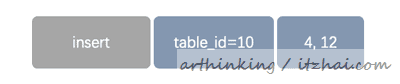 insert table_id=10 4, 12
arthinking / itzhai.com